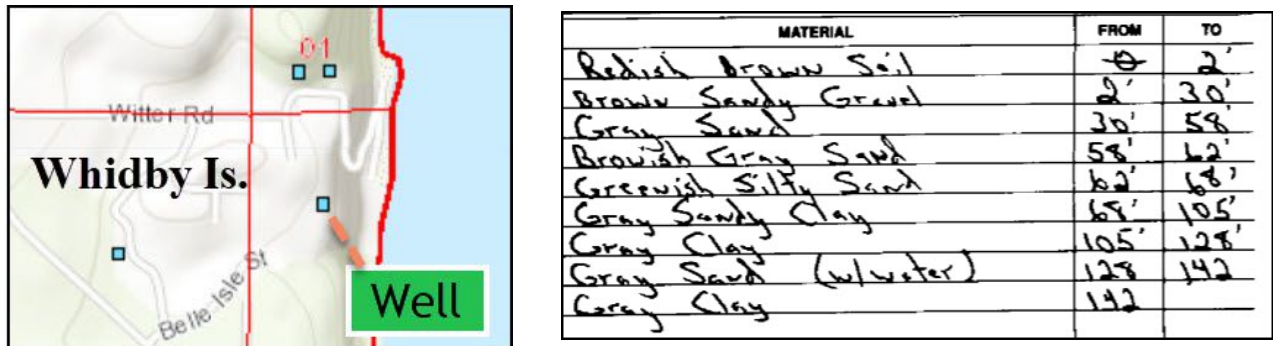 01
Witter Rd
Whidby Is.
Belle Isle St
Well
MATERIAL FROM TO
Redish Brown Soil 0 2'
Brown Sandy Gravel 2' 30'
Gray Sand 30' 58'
Browish Gray Sand 58' 62'
Greenish Silty Sand 62' 68'
Gray Sandy Clay 68' 105'
Gray Clay 105' 128'
Gray Sand (w/water) 128 142
Gray Clay 142